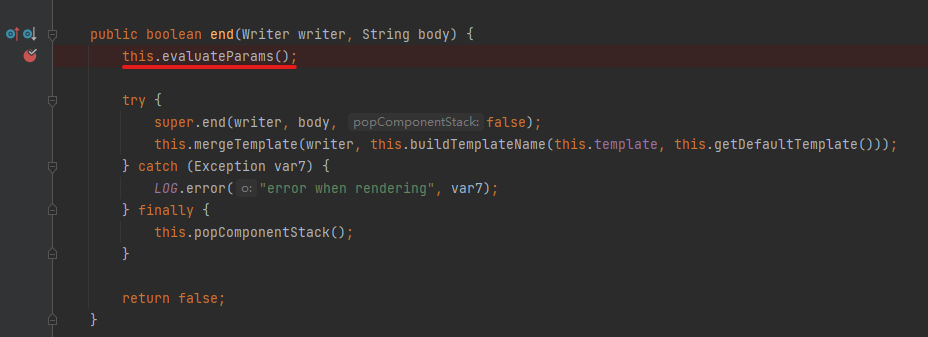 public boolean end(Writer writer, String body) {
this.evaluateParams();
try {
super.end(writer, body, popComponentStack: false);
this.mergeTemplate(writer, this.buildTemplateName(this.template, this.getDefaultTemplate()));
} catch (Exception var7) {
LOG.error( o: "error when rendering", var7);
} finally {
this.popComponentStack();
}
return false;
}